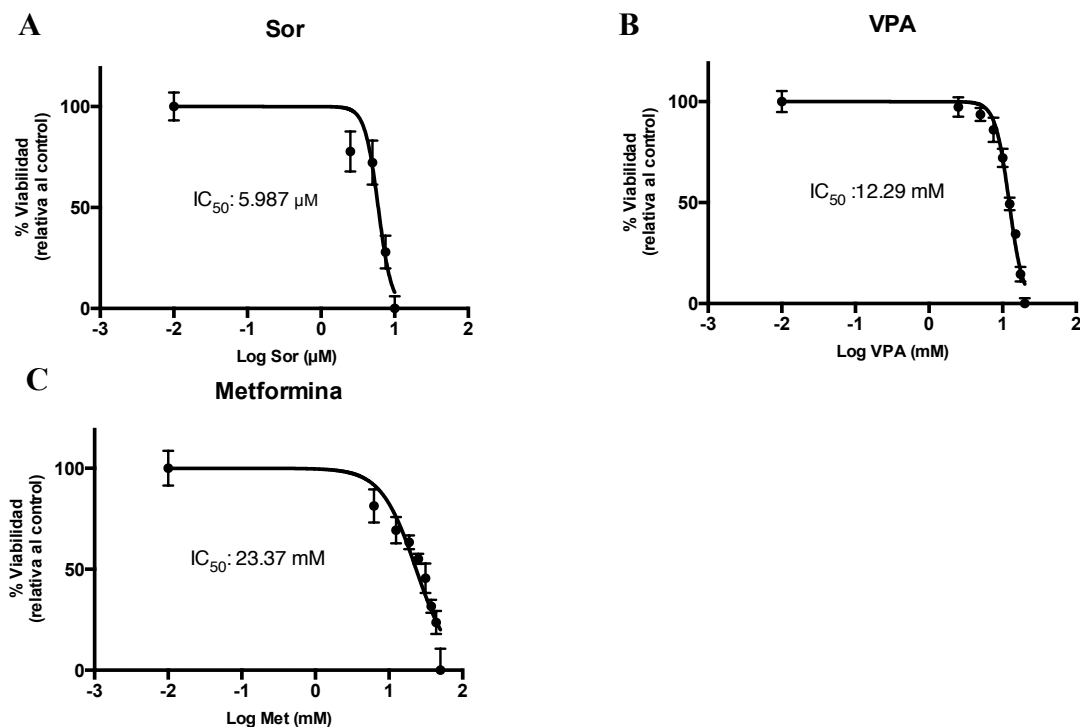 A
Sor
% Viabilidad
(relativa al control)
100
50
0
IC50: 5.987 µM
-3 -2 -1 0 1 2
Log Sor (µM)
B
VPA
% Viabilidad
(relativa al control)
100
50
0
IC50 :12.29 mM
-3 -2 -1 0 1 2
Log VPA (mM)
C
Metformina
% Viabilidad
(relativa al control)
100
50
0
IC50: 23.37 mM
-3 -2 -1 0 1 2
Log Met (mM)